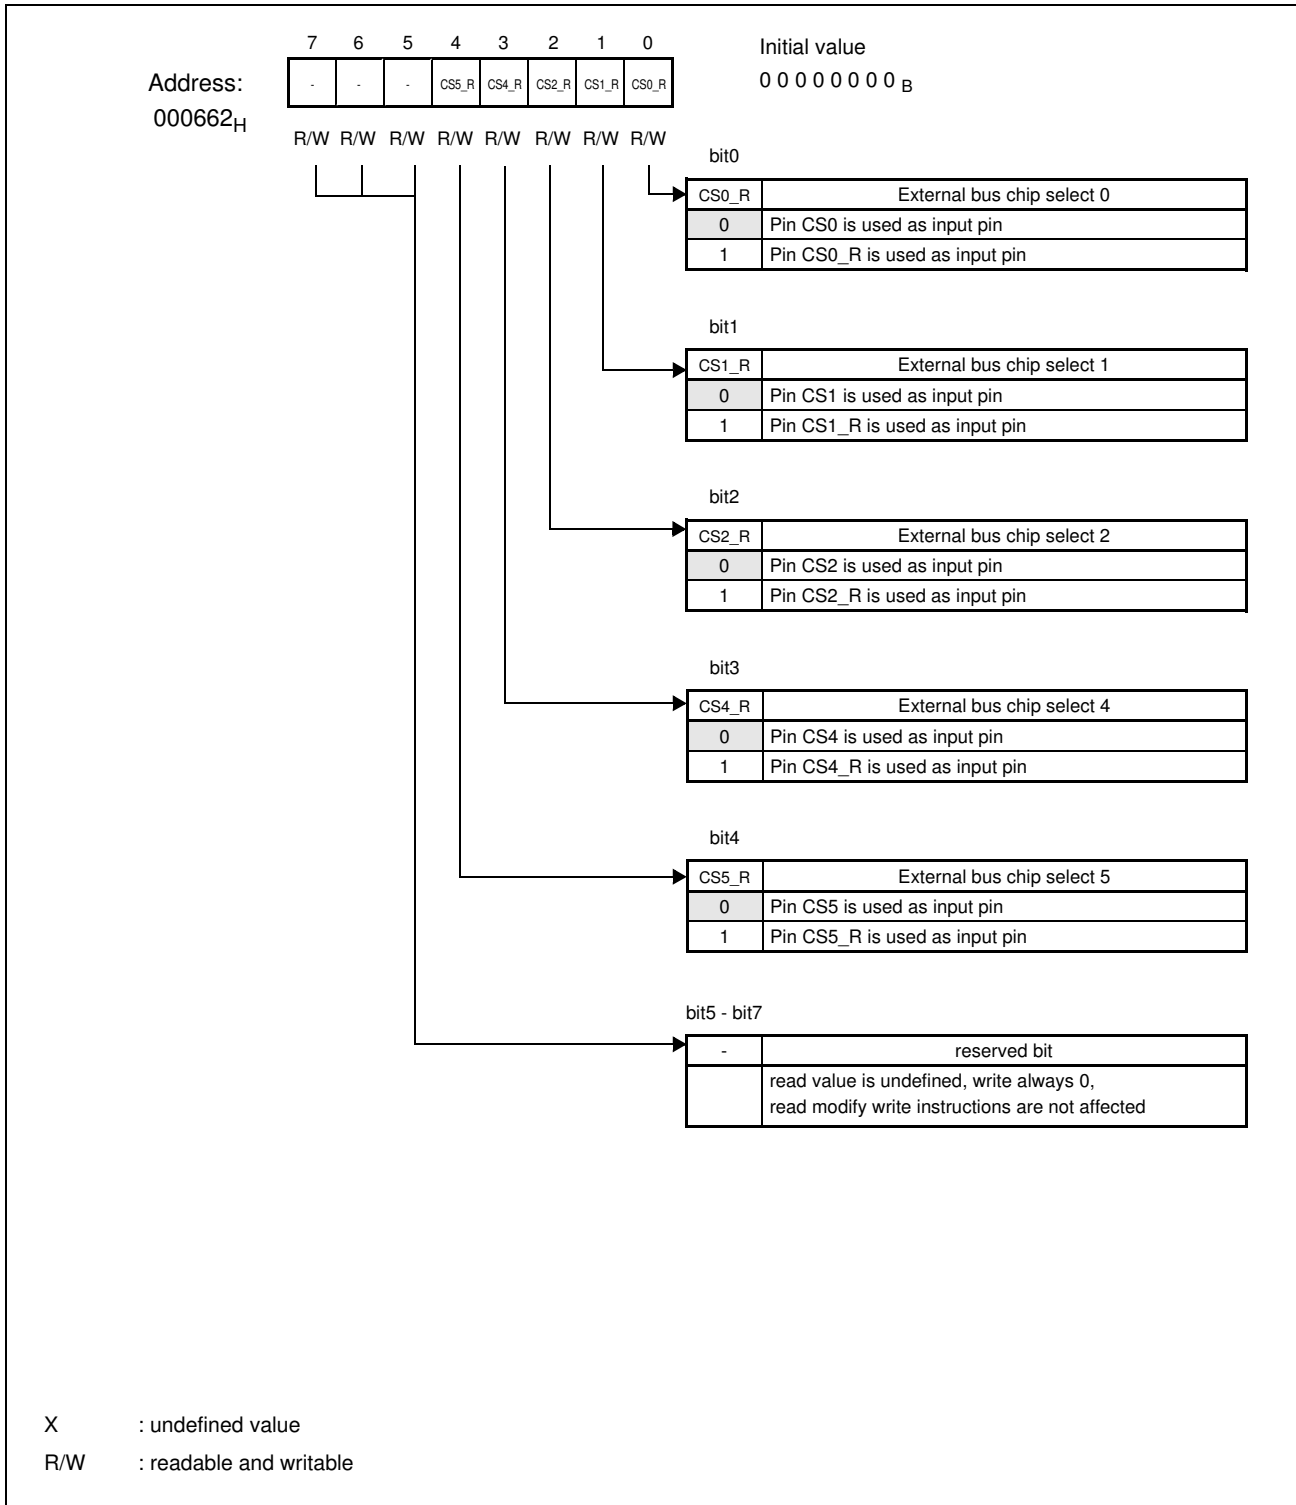 7 6 5 4 3 2 1 0
Initial value
Address:
- - - CS5_R CS4_R CS2_R CS1_R CS0_R
0 0 0 0 0 0 0 0 B
000662H
R/W R/W R/W R/W R/W R/W R/W R/W
bit0
CS0_R External bus chip select 0
0 Pin CS0 is used as input pin
1 Pin CS0_R is used as input pin
bit1
CS1_R External bus chip select 1
0 Pin CS1 is used as input pin
1 Pin CS1_R is used as input pin
bit2
CS2_R External bus chip select 2
0 Pin CS2 is used as input pin
1 Pin CS2_R is used as input pin
bit3
CS4_R External bus chip select 4
0 Pin CS4 is used as input pin
1 Pin CS4_R is used as input pin
bit4
CS5_R External bus chip select 5
0 Pin CS5 is used as input pin
1 Pin CS5_R is used as input pin
bit5 - bit7
- reserved bit
read value is undefined, write always 0,
read modify write instructions are not affected
X : undefined value
R/W : readable and writable